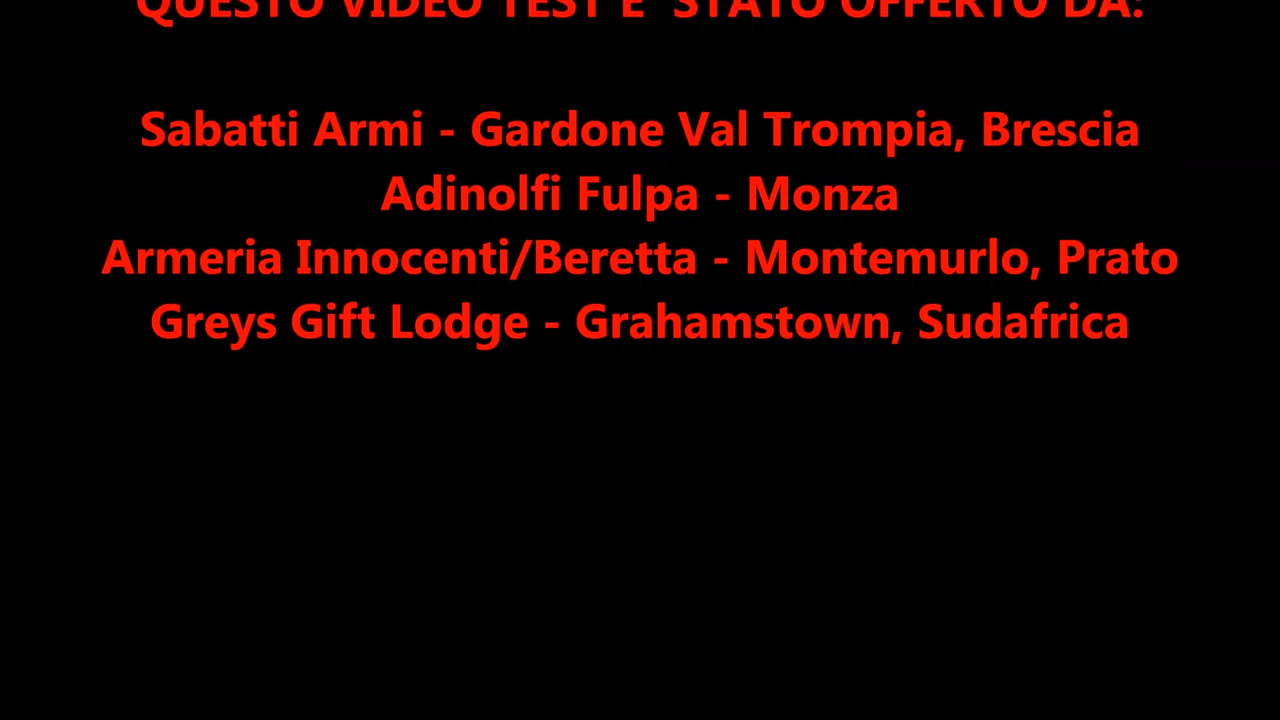 QUESTO VIDEO TEST E' STATO OFFERTO DA:
Sabatti Armi - Gardone Val Trompia, Brescia
Adinolfi Fulpa - Monza
Armeria Innocenti/Beretta - Montemurlo, Prato
Greys Gift Lodge - Grahamstown, Sudafrica